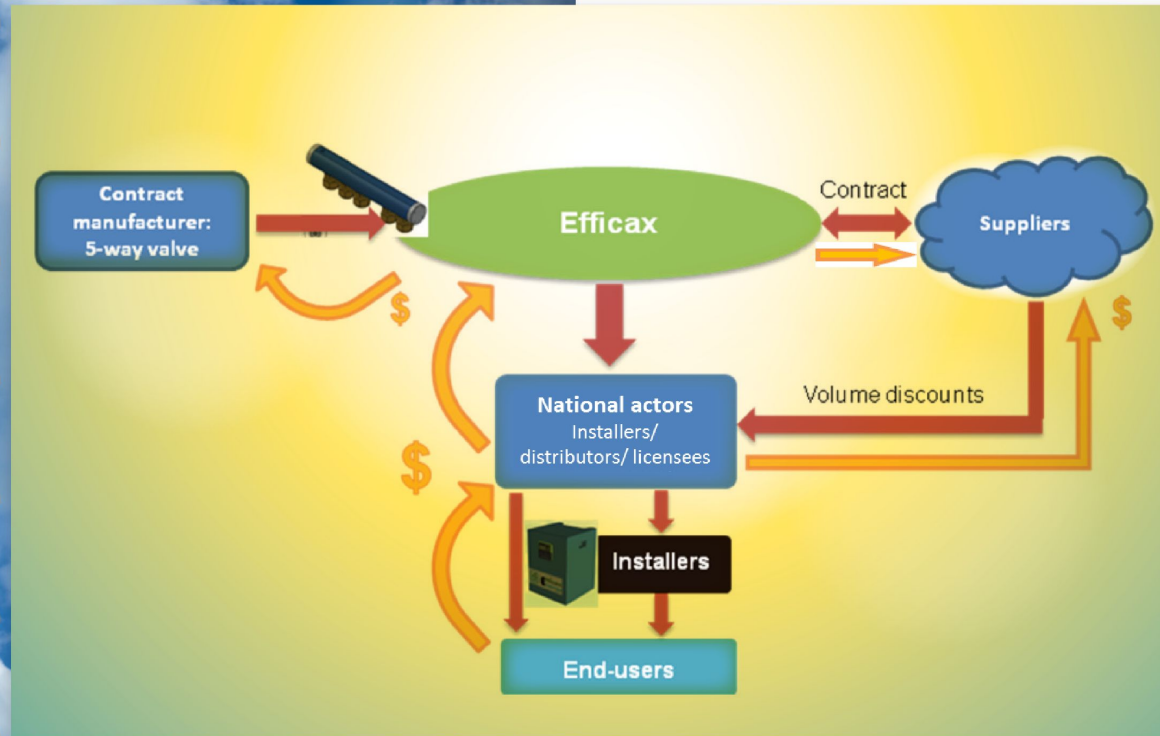 Contract
manufacturer:
5-way valve
Efficax
Contract
Suppliers
$
$
National actors
Installers/
distributors/ licensees
Volume discounts
$
Installers
End-users